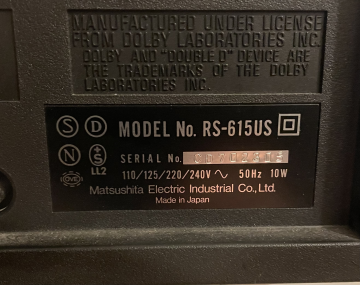 MANUFACTURED UNDER LICENSE
FROM DOLBY LABORATORIES INC.
DOLBY AND "DOUBLE D" DEVICE ARE
THE TRADEMARKS OF THE DOLBY
LABORATORIES INC.
S D MODEL No. RS-615US
N S SERIAL No.
LL2
OVE 110/125/220/240V ~ 50Hz 10W
Matsushita Electric Industrial Co., Ltd.
Made in Japan